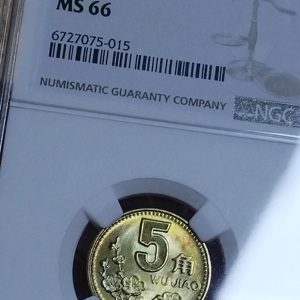 MS 66
6727075-015
NUMISMATIC GUARANTY COMPANY
NGC
5角
WU JIAO